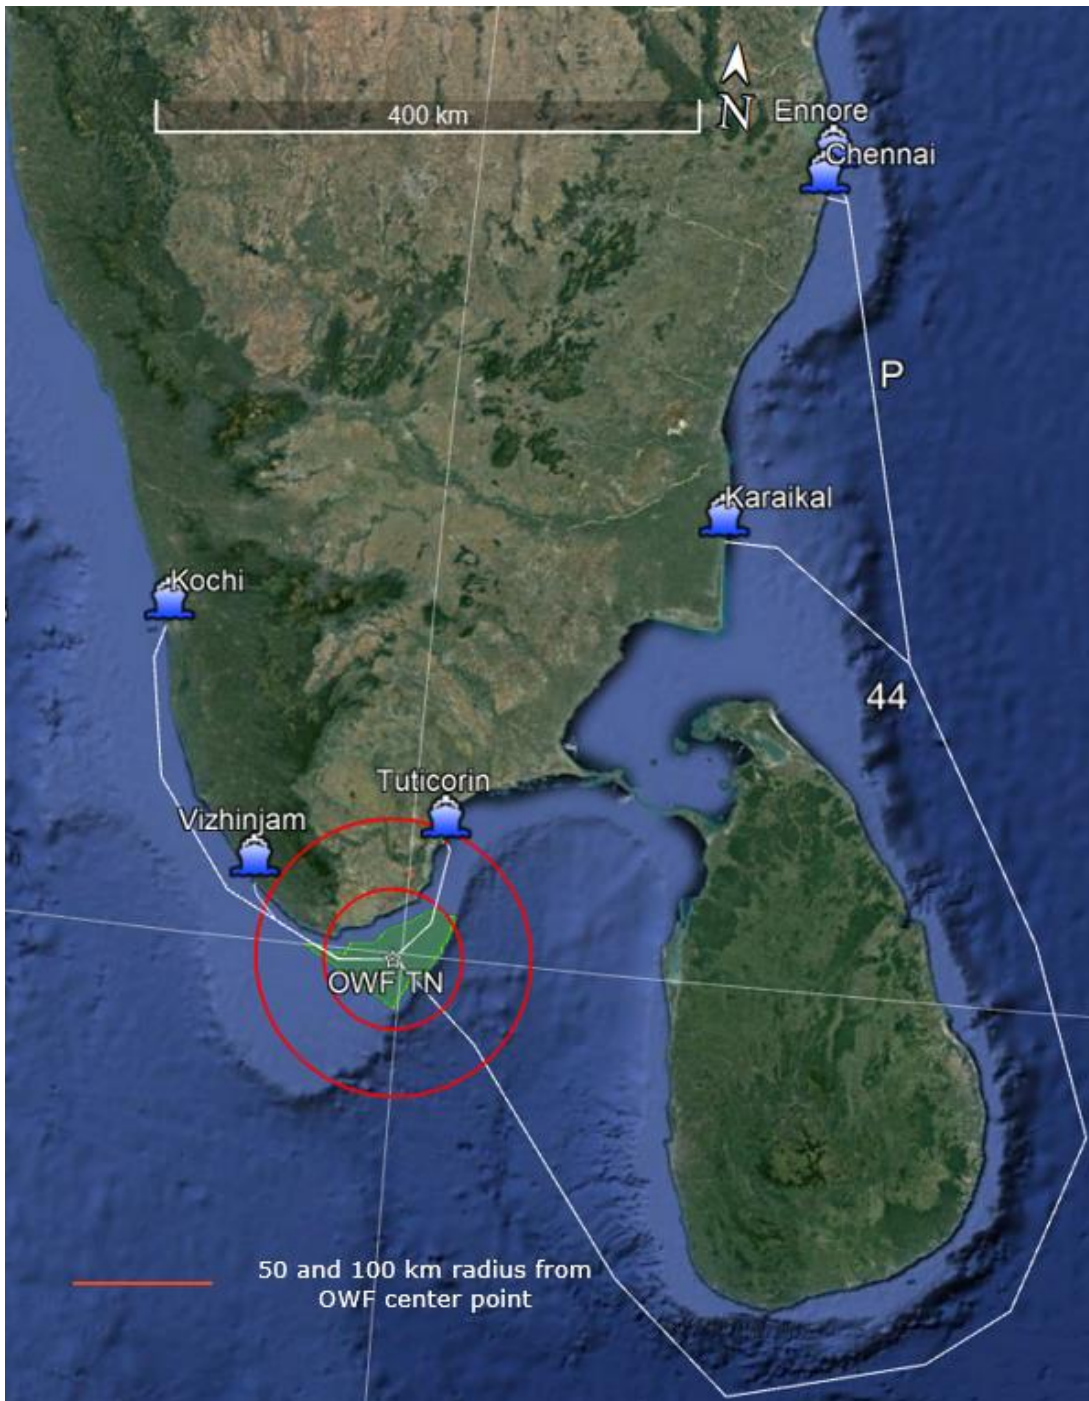 400 km
N
Ennore
Chennai
P
Karaikal
Kochi
44
Tuticorin
Vizhinjam
OWF TN
50 and 100 km radius from
OWF center point